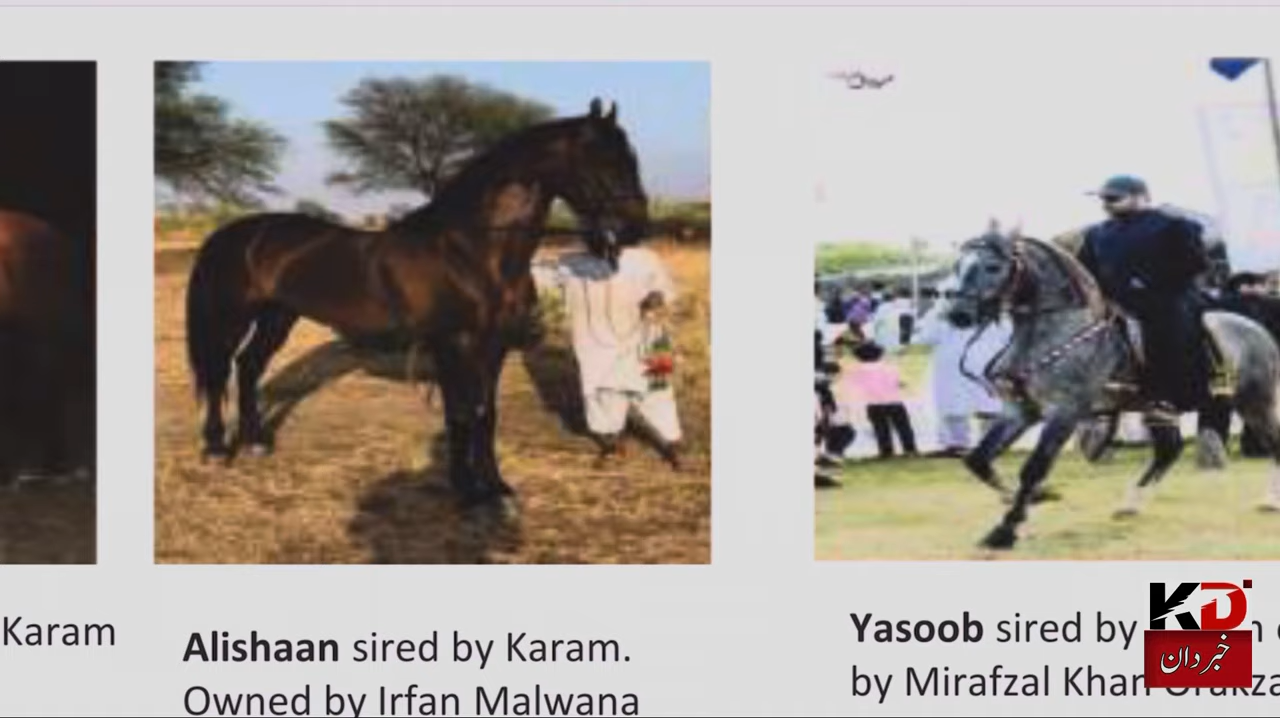 Karam
Alishaan sired by Karam.
Owned by Irfan Malwana
Yasoob sired by
by Mirafzal Khan
KD
خبردان